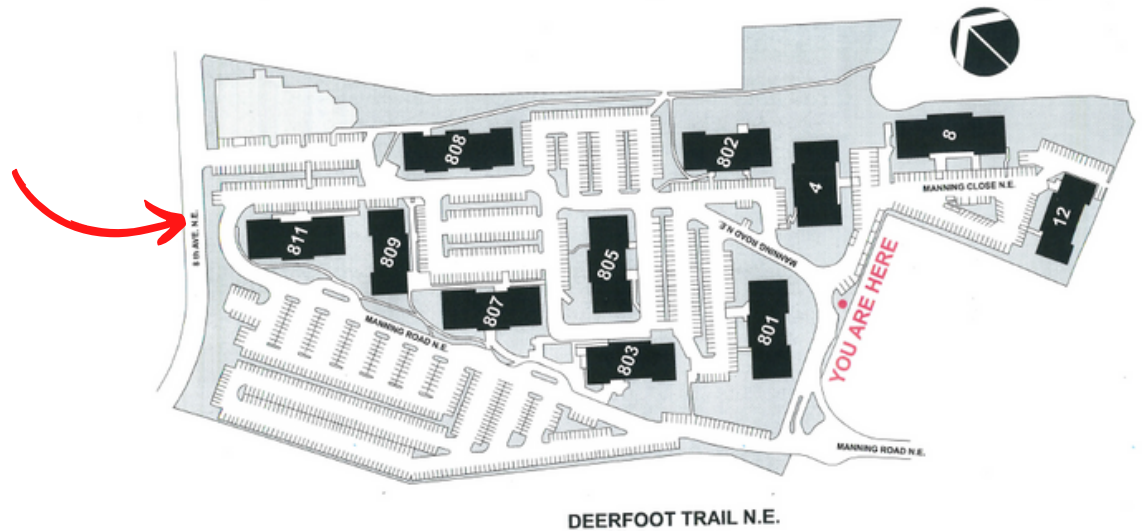 808
802
8
4
MANNING CLOSE N.E.
12
8 th AVE. N.E.
811
809
805
MANNING ROAD N.E.
807
801
YOU ARE HERE
MANNING ROAD N.E.
803
MANNING ROAD N.E.
DEERFOOT TRAIL N.E.